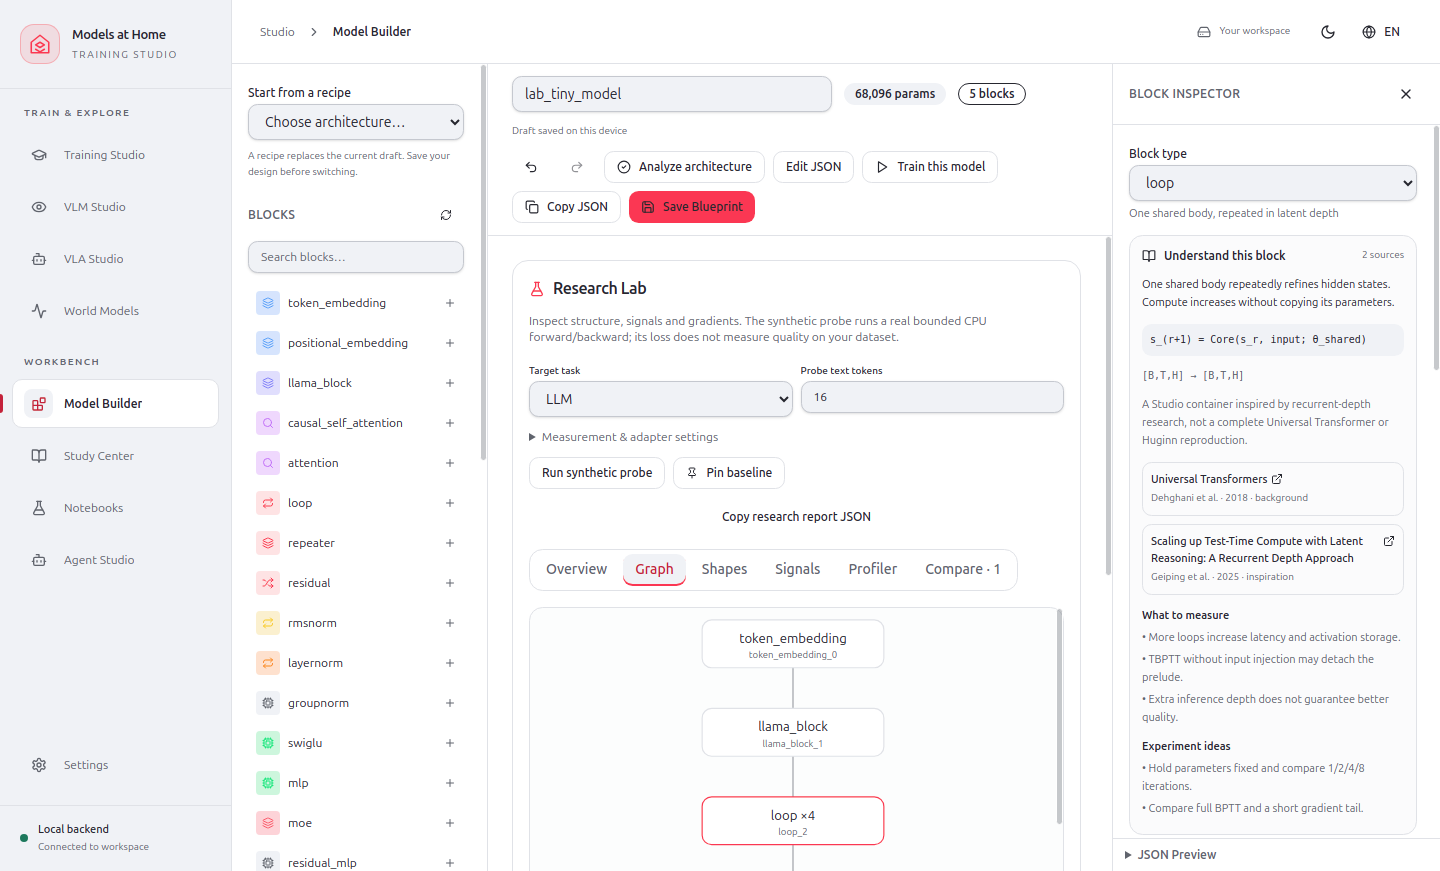 Models at Home
TRAINING STUDIO
TRAIN & EXPLORE
Training Studio
VLM Studio
VLA Studio
World Models
WORKBENCH
Model Builder
Study Center
Notebooks
Agent Studio
Settings
Local backend
Connected to workspace
Studio
Model Builder
Your workspace
EN
Start from a recipe
Choose architecture...
A recipe replaces the current draft. Save your
design before switching.
BLOCKS
Search blocks...
token_embedding
positional_embedding
llama_block
causal_self_attention
attention
loop
repeater
residual
rmsnorm
layernorm
groupnorm
swiglu
mlp
moe
residual_mlp
lab_tiny_model
68,096 params
5 blocks
Draft saved on this device
Analyze architecture
Edit JSON
Train this model
Copy JSON
Save Blueprint
Research Lab
Inspect structure, signals and gradients. The synthetic probe runs a real bounded CPU
forward/backward; its loss does not measure quality on your dataset.
Target task
LLM
Probe text tokens
16
Measurement & adapter settings
Run synthetic probe
Pin baseline
Copy research report JSON
Overview
Graph
Shapes
Signals
Profiler
Compare · 1
token_embedding
token_embedding_0
llama_block
llama_block_1
loop ×4
loop_2
BLOCK INSPECTOR
Block type
loop
One shared body, repeated in latent depth
Understand this block
2 sources
One shared body repeatedly refines hidden states.
Compute increases without copying its parameters.
s_(r+1) = Core(s_r, input; θ_shared)
[B,T,H] → [B,T,H]
A Studio container inspired by recurrent-depth
research, not a complete Universal Transformer or
Huginn reproduction.
Universal Transformers
Dehghani et al. · 2018 · background
Scaling up Test-Time Compute with Latent
Reasoning: A Recurrent Depth Approach
Geiping et al. · 2025 · inspiration
What to measure
• More loops increase latency and activation storage.
• TBPTT without input injection may detach the
prelude.
• Extra inference depth does not guarantee better
quality.
Experiment ideas
• Hold parameters fixed and compare 1/2/4/8
iterations.
• Compare full BPTT and a short gradient tail.
JSON Preview